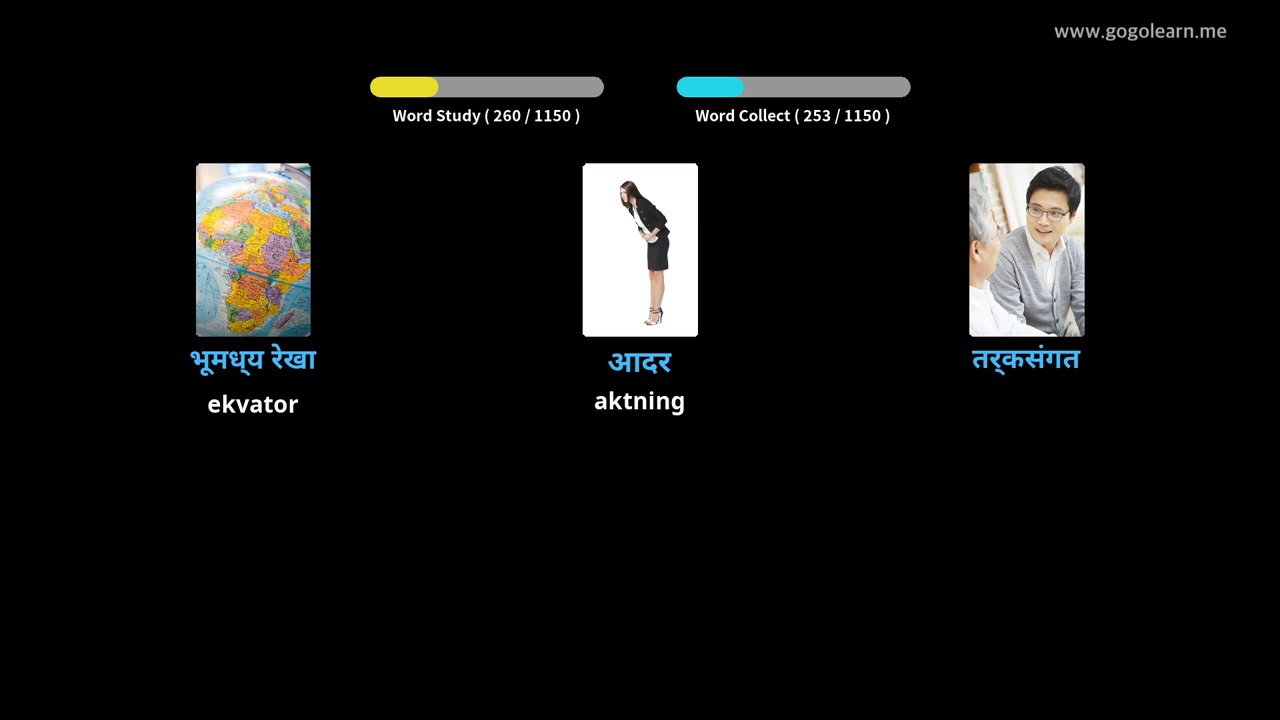 www.gogolearn.me
Word Study ( 260 / 1150 )
Word Collect ( 253 / 1150 )
भूमध्य रेखा
आदर
तर्कसंगत
ekvator
aktning